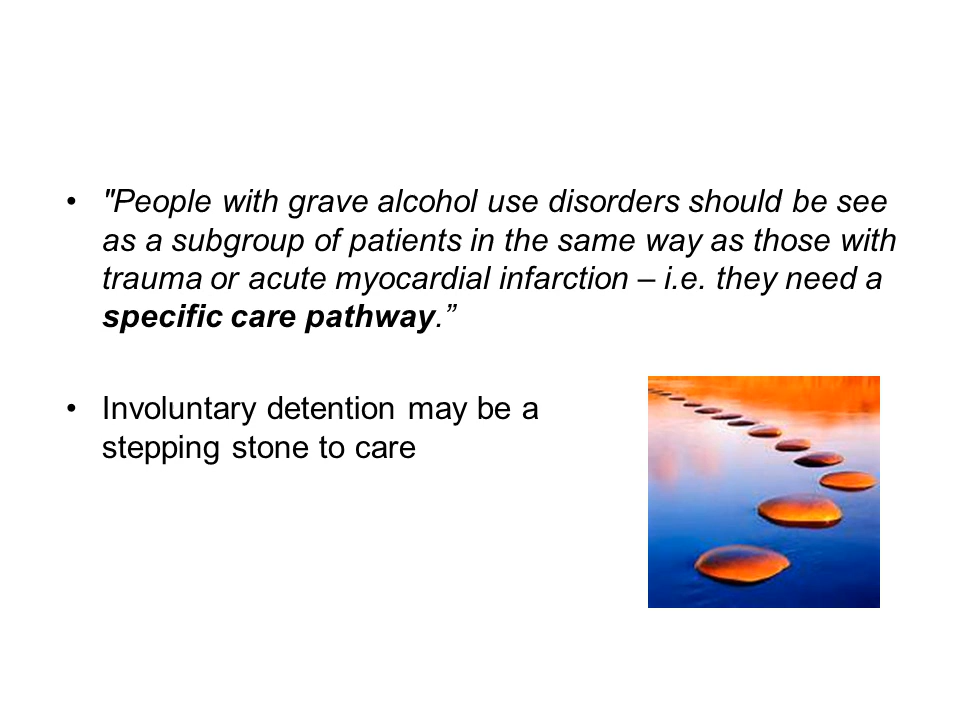 • "People with grave alcohol use disorders should be see
as a subgroup of patients in the same way as those with
trauma or acute myocardial infarction – i.e. they need a
specific care pathway.”
• Involuntary detention may be a
stepping stone to care